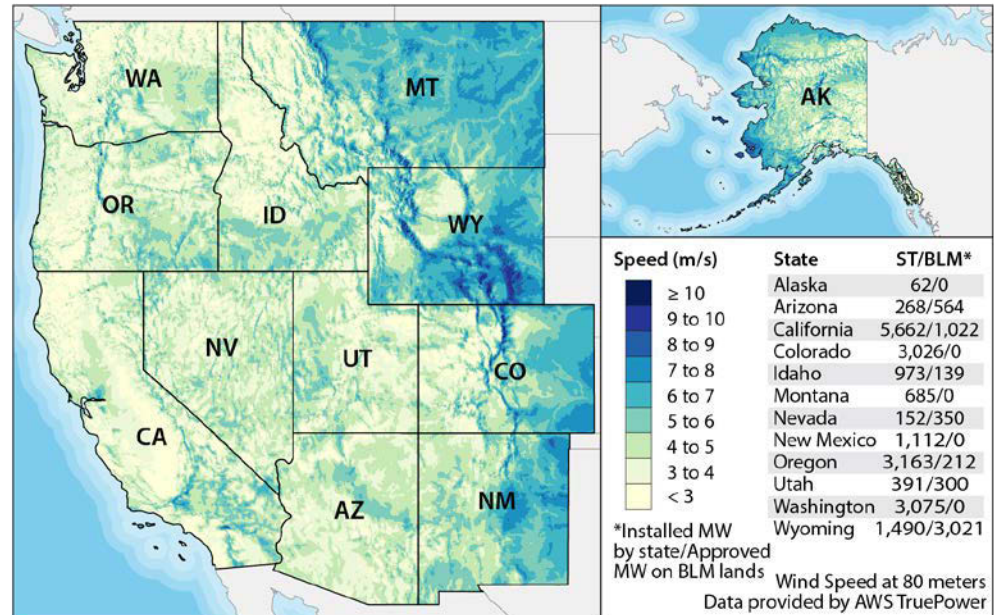 WA
MT
OR
ID
WY
NV
UT
CO
CA
AZ
NM
AK
Speed (m/s)
≥ 10
9 to 10
8 to 9
7 to 8
6 to 7
5 to 6
4 to 5
3 to 4
< 3
*Installed MW
by state/Approved
MW on BLM lands
State ST/BLM*
Alaska 62/0
Arizona 268/564
California 5,662/1,022
Colorado 3,026/0
Idaho 973/139
Montana 685/0
Nevada 152/350
New Mexico 1,112/0
Oregon 3,163/212
Utah 391/300
Washington 3,075/0
Wyoming 1,490/3,021
Wind Speed at 80 meters
Data provided by AWS TruePower